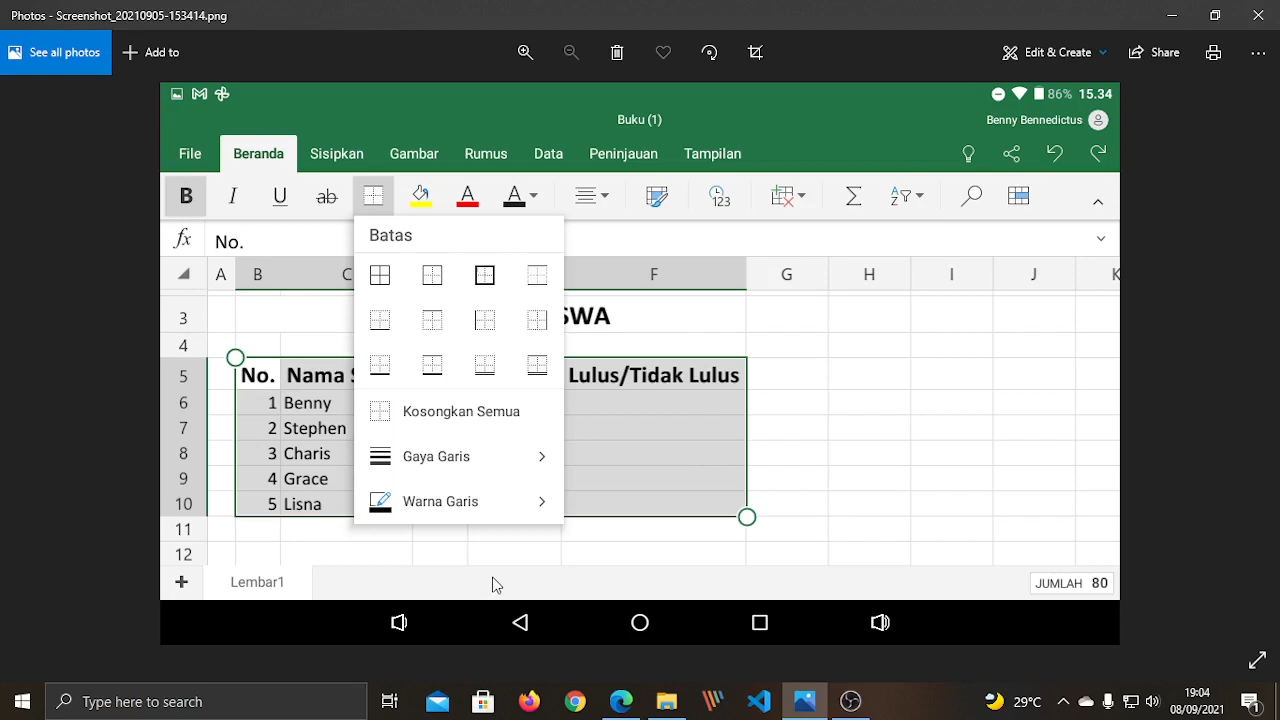 Photos - Screenshot_20210905-153414.png
See all photos
Add to
Edit & Create
Share
86% 15.34
Buku (1)
Benny Bennedictus
File Beranda Sisipkan Gambar Rumus Data Peninjauan Tampilan
B I U ab A A 123 Σ
fx No.
Batas
A B C F G H I J K
3 SWA
4
5 No. Nama S Lulus/Tidak Lulus
6 1 Benny
7 2 Stephen
8 3 Charis
9 4 Grace
10 5 Lisna
11
12
Kosongkan Semua
Gaya Garis
Warna Garis
+ Lembar1
JUMLAH 80
Type here to search
29°C
19:04
08/09/2021
1